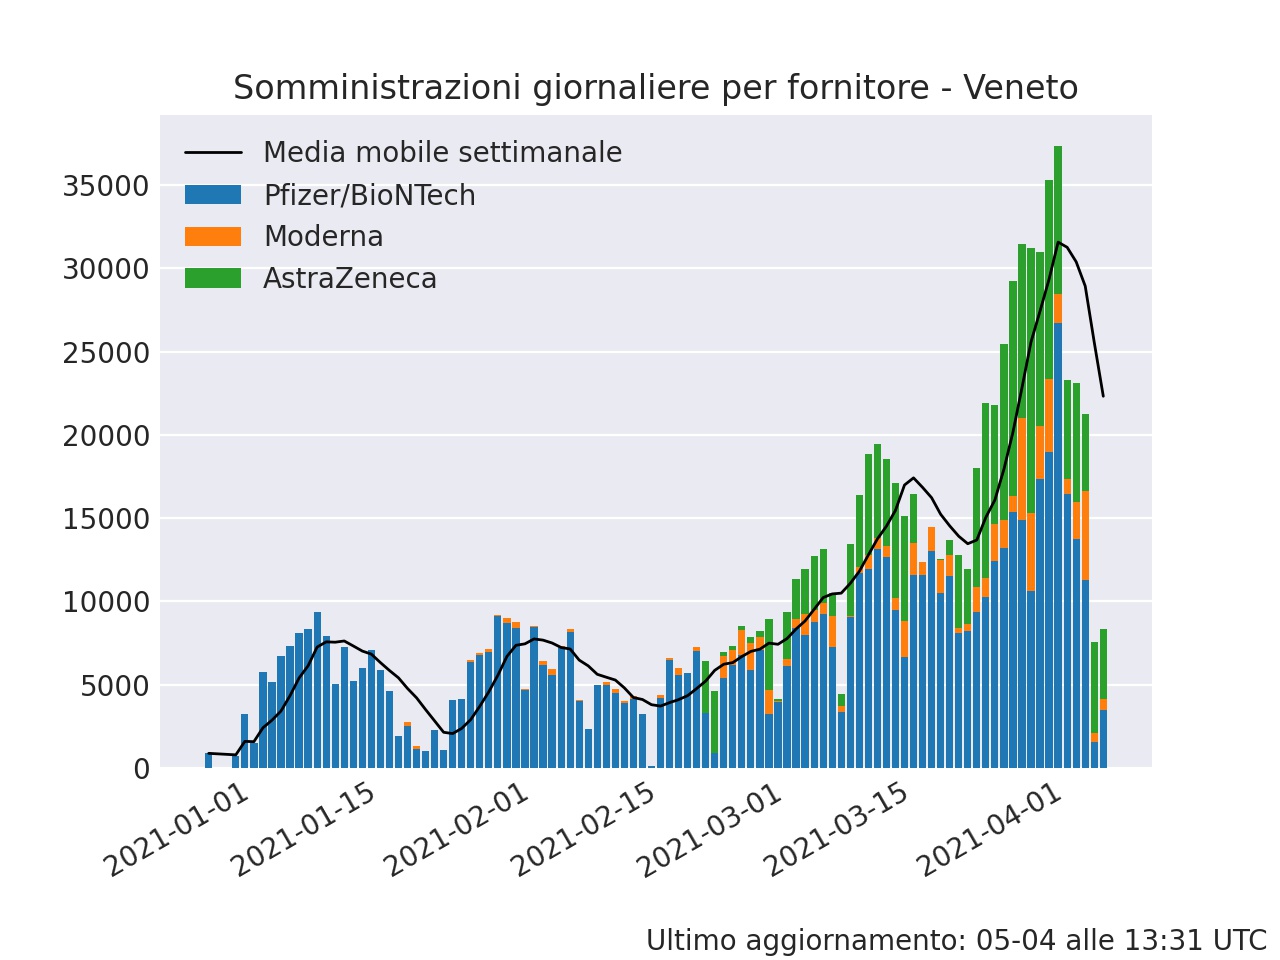 Somministrazioni giornaliere per fornitore - Veneto
Media mobile settimanale
Pfizer/BioNTech
Moderna
AstraZeneca
35000
30000
25000
20000
15000
10000
5000
0
2021-01-01
2021-01-15
2021-02-01
2021-02-15
2021-03-01
2021-03-15
2021-04-01
Ultimo aggiornamento: 05-04 alle 13:31 UTC